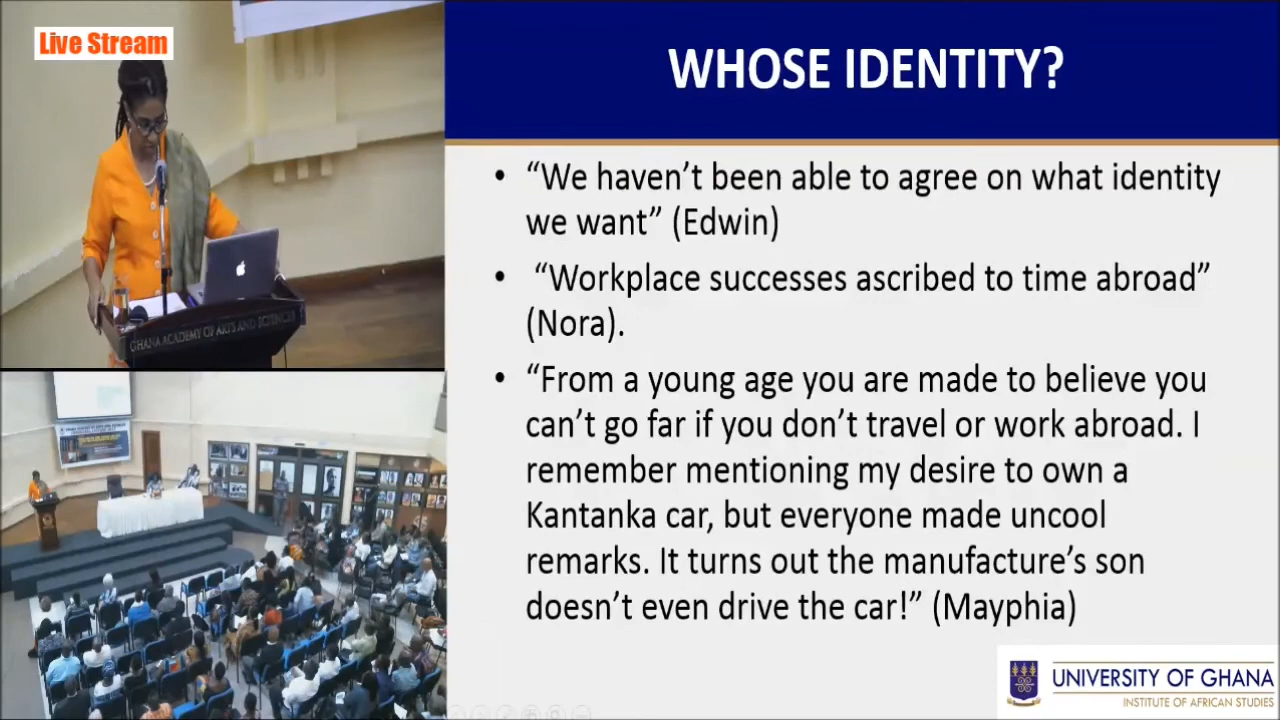 Live Stream
GHANA ACADEMY OF ARTS AND SCIENCES
WHOSE IDENTITY?
• “We haven’t been able to agree on what identity
we want” (Edwin)
• “Workplace successes ascribed to time abroad”
(Nora).
• “From a young age you are made to believe you
can’t go far if you don’t travel or work abroad. I
remember mentioning my desire to own a
Kantanka car, but everyone made uncool
remarks. It turns out the manufacture’s son
doesn’t even drive the car!” (Mayphia)
UNIVERSITY OF GHANA
INSTITUTE OF AFRICAN STUDIES